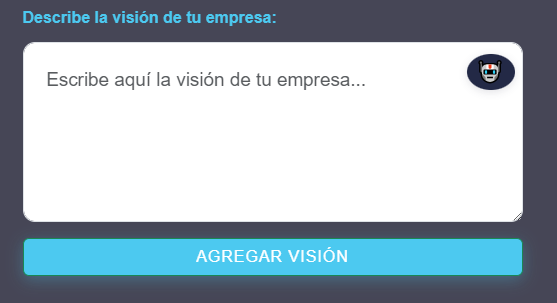 Describe la visión de tu empresa:
Escribe aquí la visión de tu empresa...
AGREGAR VISIÓN